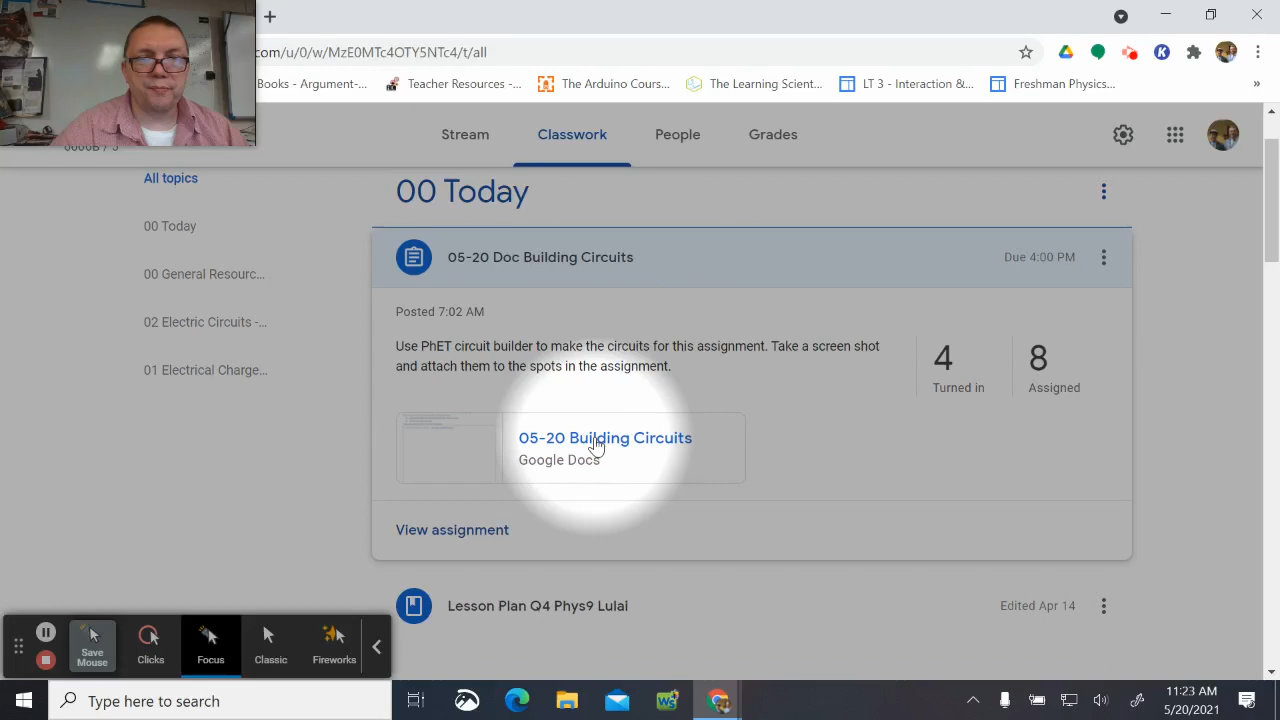 com/u/0/w/MzE0MTc4OTY5NTc4/t/all
Books - Argument-...
Teacher Resources -...
The Arduino Cours...
The Learning Scient...
LT 3 - Interaction &...
Freshman Physics...
»
Stream
Classwork
People
Grades
All topics
00 Today
00 General Resourc...
02 Electric Circuits -...
01 Electrical Charge...
00 Today
05-20 Doc Building Circuits
Due 4:00 PM
Posted 7:02 AM
Use PhET circuit builder to make the circuits for this assignment. Take a screen shot
and attach them to the spots in the assignment.
4
Turned in
8
Assigned
05-20 Building Circuits
Google Docs
View assignment
Lesson Plan Q4 Phys9 Lulai
Edited Apr 14
Save
Mouse
Clicks
Focus
Classic
Fireworks
Type here to search
11:23 AM
5/20/2021